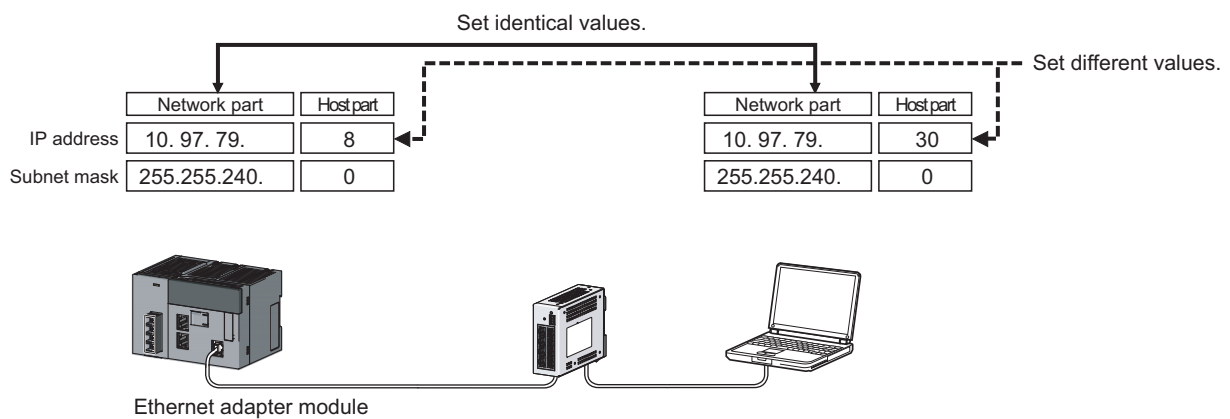 Set identical values.
Set different values.
Network part Host part Network part Host part
IP address 10. 97. 79. 8 10. 97. 79. 30
Subnet mask 255.255.240. 0 255.255.240. 0
Ethernet adapter module